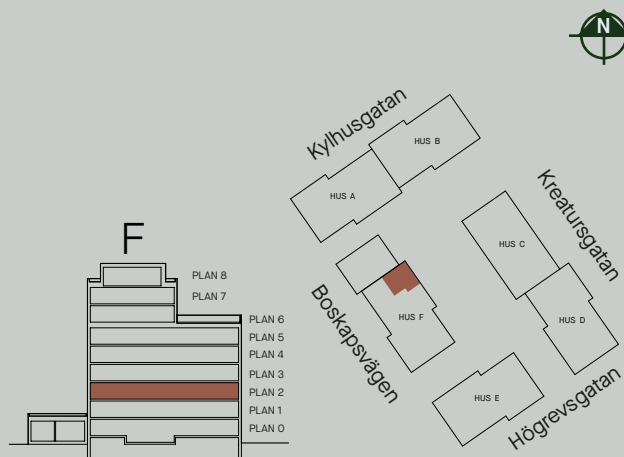 N
Kylhusgatan
HUS B
HUS A
Kreatursgatan
HUS C
F
Boskapsvägen
HUS F
HUS D
HUS E
Högrevsgatan
PLAN 8
PLAN 7
PLAN 6
PLAN 5
PLAN 4
PLAN 3
PLAN 2
PLAN 1
PLAN 0